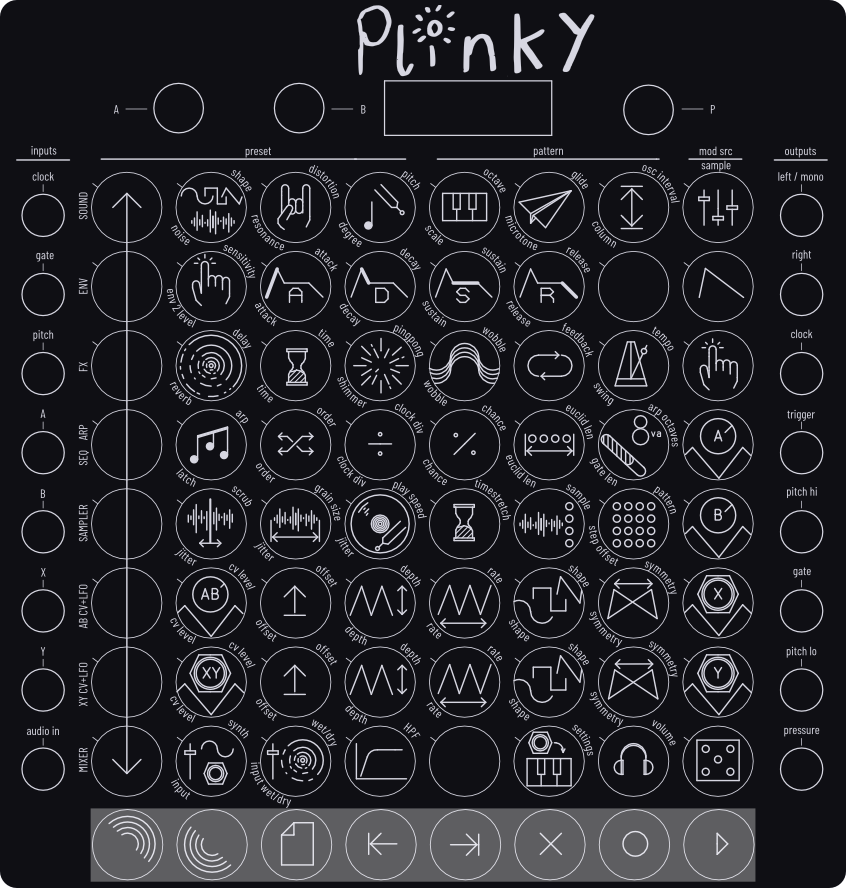 Plinky
A B P
inputs preset pattern mod src outputs
sample
clock left / mono
SOUND shape distortion pitch octave glide osc interval
noise resonance degree scale microtone column
gate right
ENV sensitivity attack decay sustain release
A D S R
env 2 level attack decay sustain release
pitch clock
FX delay time pingpong wobble feedback tempo
reverb time shimmer wobble swing
A trigger
SEQ ARP arp order clock div chance euclid len arp octaves
8va A
latch order clock div chance euclid len gate len
B pitch hi
SAMPLER scrub grain size play speed timestretch sample pattern
B
jitter jitter jitter step offset
X gate
AB CV+LFO cv level offset depth rate shape symmetry
AB X
cv level offset depth rate shape symmetry
Y pitch lo
XY CV+LFO cv level offset depth rate shape symmetry
XY Y
cv level offset depth rate shape symmetry
audio in pressure
MIXER synth wet/dry HPF settings volume
input input wet/dry